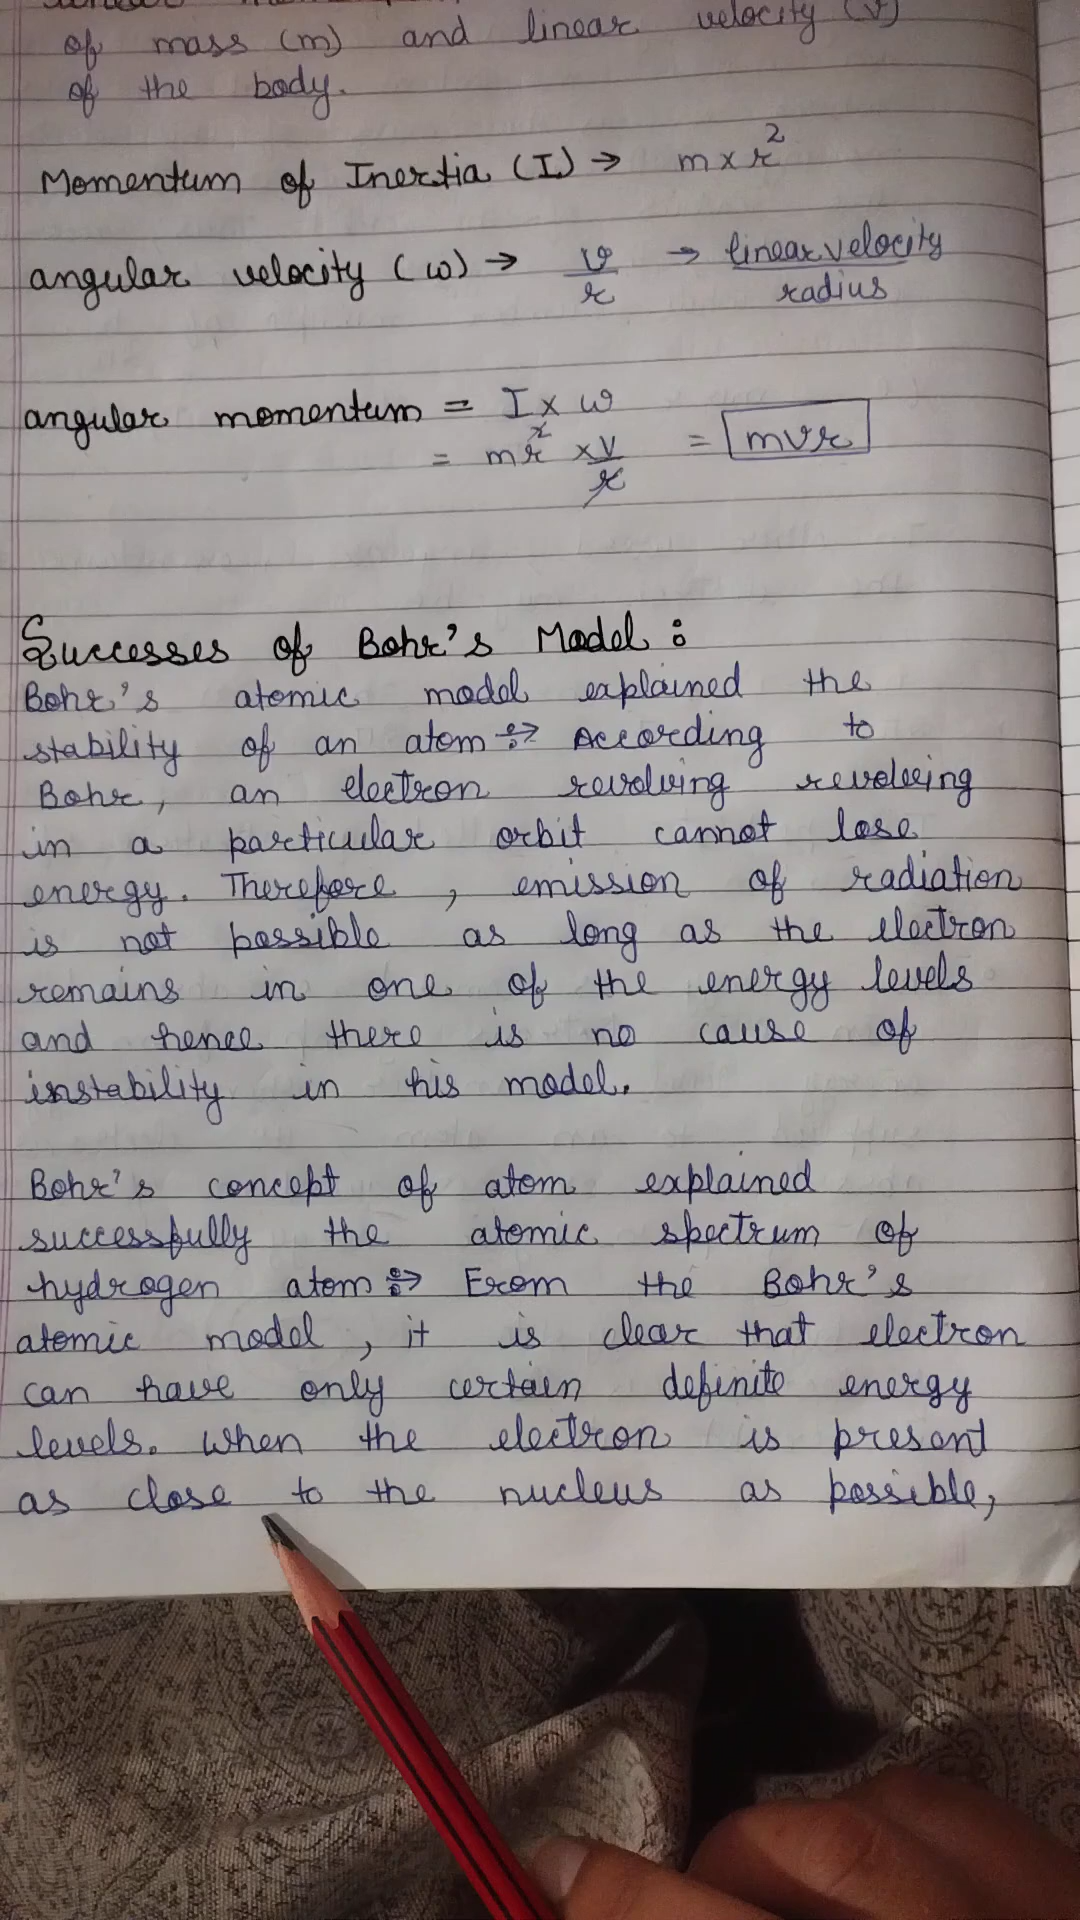 of mass (m) and linear velocity (v)
of the body.
Momentum of Inertia (I) → m x r²
angular velocity (ω) → v/r → linear velocity/radius
angular momentum = I x ω
= mr² x v/r = mvr
Successes of Bohr's Model :
Bohr's atomic model explained the
stability of an atom :⇒ According to
Bohr, an electron revolving revolving
in a particular orbit cannot lose
energy. Therefore, emission of radiation
is not possible as long as the electron
remains in one of the energy levels
and hence there is no cause of
instability in his model.
Bohr's concept of atom explained
successfully the atomic spectrum of
hydrogen atom :⇒ From the Bohr's
atomic model, it is clear that electron
can have only certain definite energy
levels. When the electron is present
as close to the nucleus as possible,